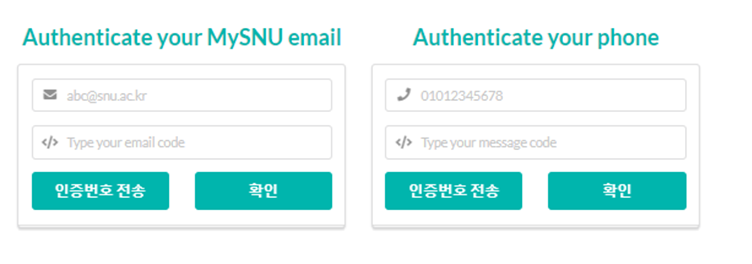 Authenticate your MySNU email
abc@snu.ac.kr
Type your email code
인증번호 전송 확인
Authenticate your phone
01012345678
Type your message code
인증번호 전송 확인